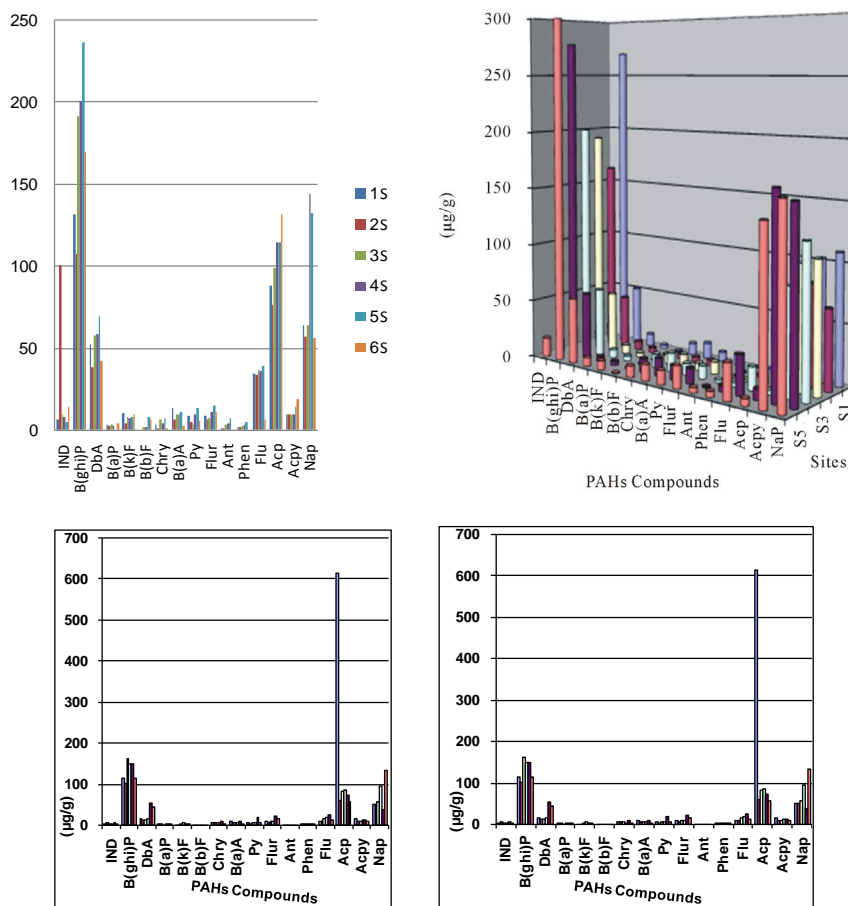 250
200
150
100
50
0
IND
B(ghi)P
DbA
B(a)P
B(k)F
B(b)F
Chry
B(a)A
Py
Flur
Ant
Phen
Flu
Acp
Acpy
Nap
1S
2S
3S
4S
5S
6S
300
250
200
150
100
50
0
(µg/g)
IND
B(ghi)P
DbA
B(a)P
B(k)F
B(b)F
Chry
B(a)A
Py
Flur
Ant
Phen
Flu
Acp
Acpy
NaP
S5
S3
S1
Sites
PAHs Compounds
700
600
500
400
300
200
100
0
(µg/g)
IND
B(ghi)P
DbA
B(a)P
B(k)F
B(b)F
Chry
B(a)A
Py
Flur
Ant
Phen
Flu
Acp
Acpy
Nap
PAHs Compounds
700
600
500
400
300
200
100
0
(µg/g)
IND
B(ghi)P
DbA
B(a)P
B(k)F
B(b)F
Chry
B(a)A
Py
Flur
Ant
Phen
Flu
Acp
Acpy
Nap
PAHs Compounds